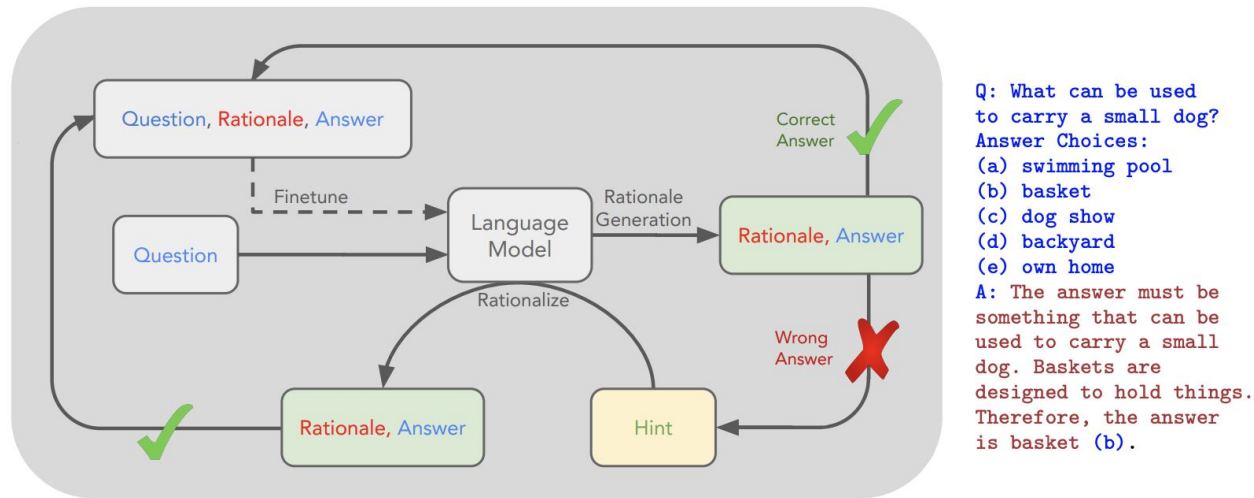 Question, Rationale, Answer
Finetune
Question
Language
Model
Rationale
Generation
Rationale, Answer
Correct
Answer
Wrong
Answer
Rationalize
Rationale, Answer
Hint
Q: What can be used
to carry a small dog?
Answer Choices:
(a) swimming pool
(b) basket
(c) dog show
(d) backyard
(e) own home
A: The answer must be
something that can be
used to carry a small
dog. Baskets are
designed to hold things.
Therefore, the answer
is basket (b).